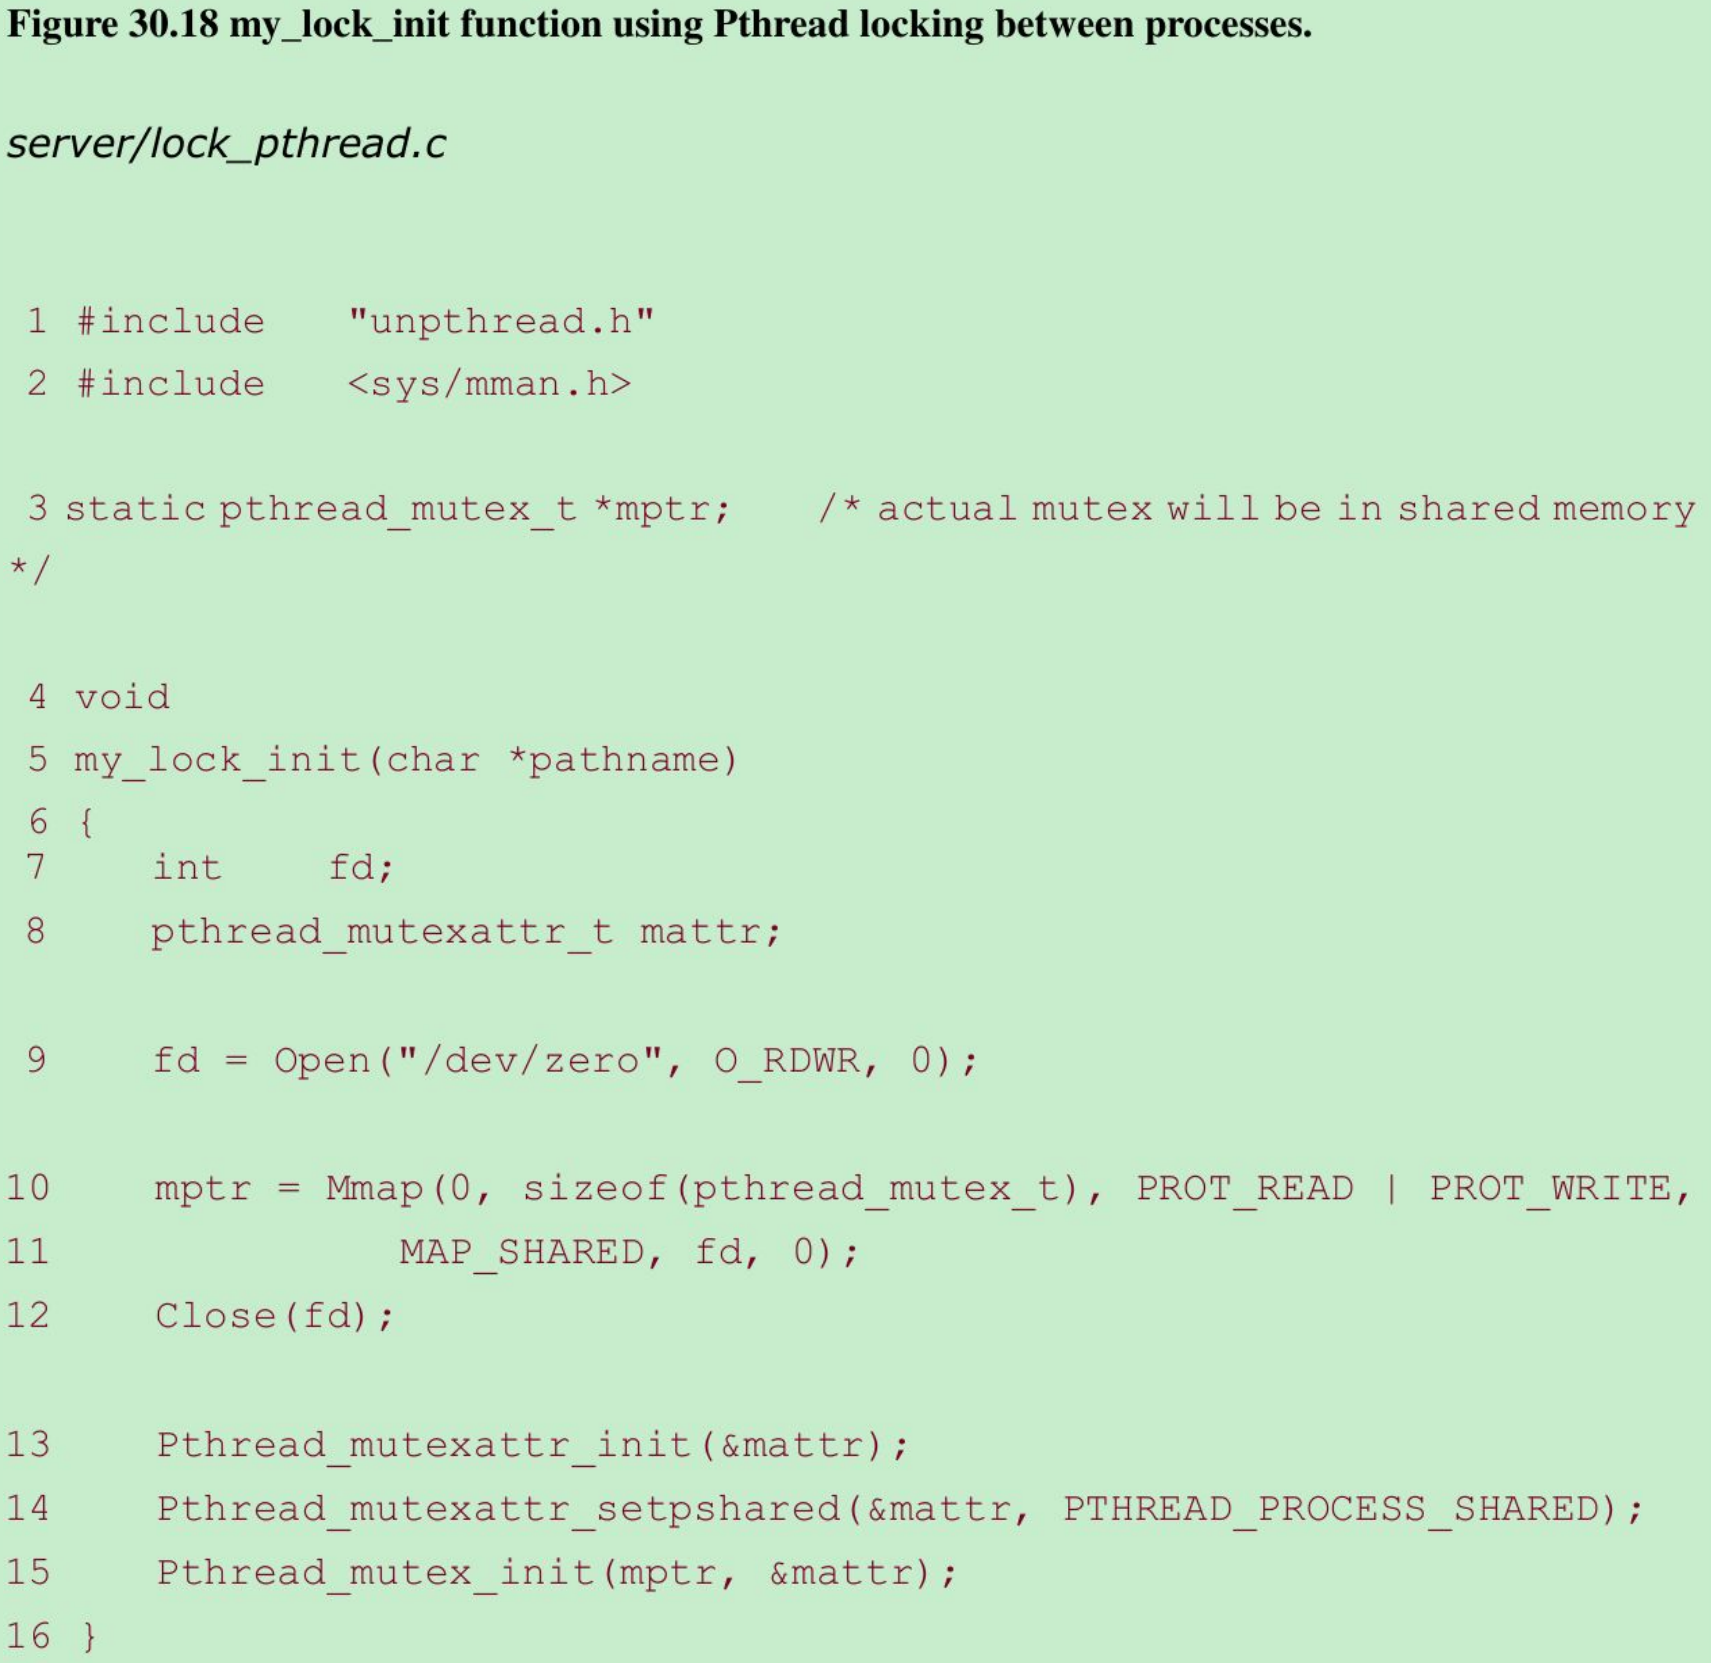 Figure 30.18 my_lock_init function using Pthread locking between processes.
server/lock_pthread.c
1 #include "unpthread.h"
2 #include <sys/mman.h>
3 static pthread_mutex_t *mptr; /* actual mutex will be in shared memory
*/
4 void
5 my_lock_init(char *pathname)
6 {
7 int fd;
8 pthread_mutexattr_t mattr;
9 fd = Open("/dev/zero", O_RDWR, 0);
10 mptr = Mmap(0, sizeof(pthread_mutex_t), PROT_READ | PROT_WRITE,
11 MAP_SHARED, fd, 0);
12 Close(fd);
13 Pthread_mutexattr_init(&mattr);
14 Pthread_mutexattr_setpshared(&mattr, PTHREAD_PROCESS_SHARED);
15 Pthread_mutex_init(mptr, &mattr);
16 }